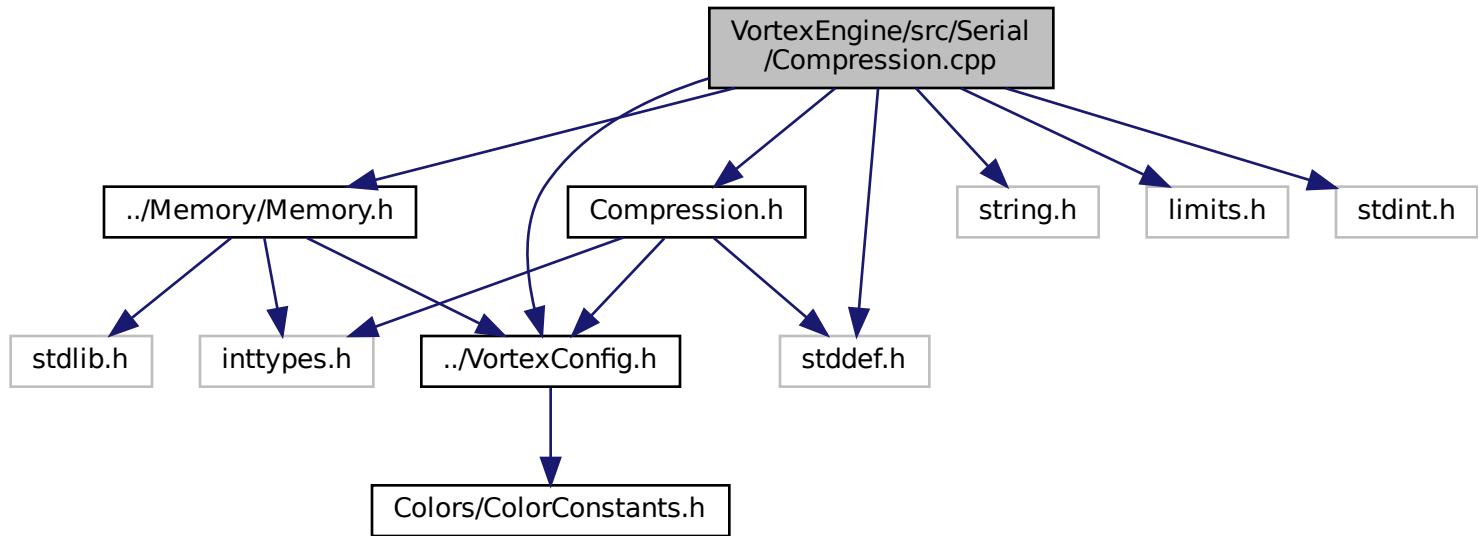 VortexEngine/src/Serial
/Compression.cpp
../Memory/Memory.h
Compression.h
string.h
limits.h
stdint.h
stdlib.h
inttypes.h
../VortexConfig.h
stddef.h
Colors/ColorConstants.h